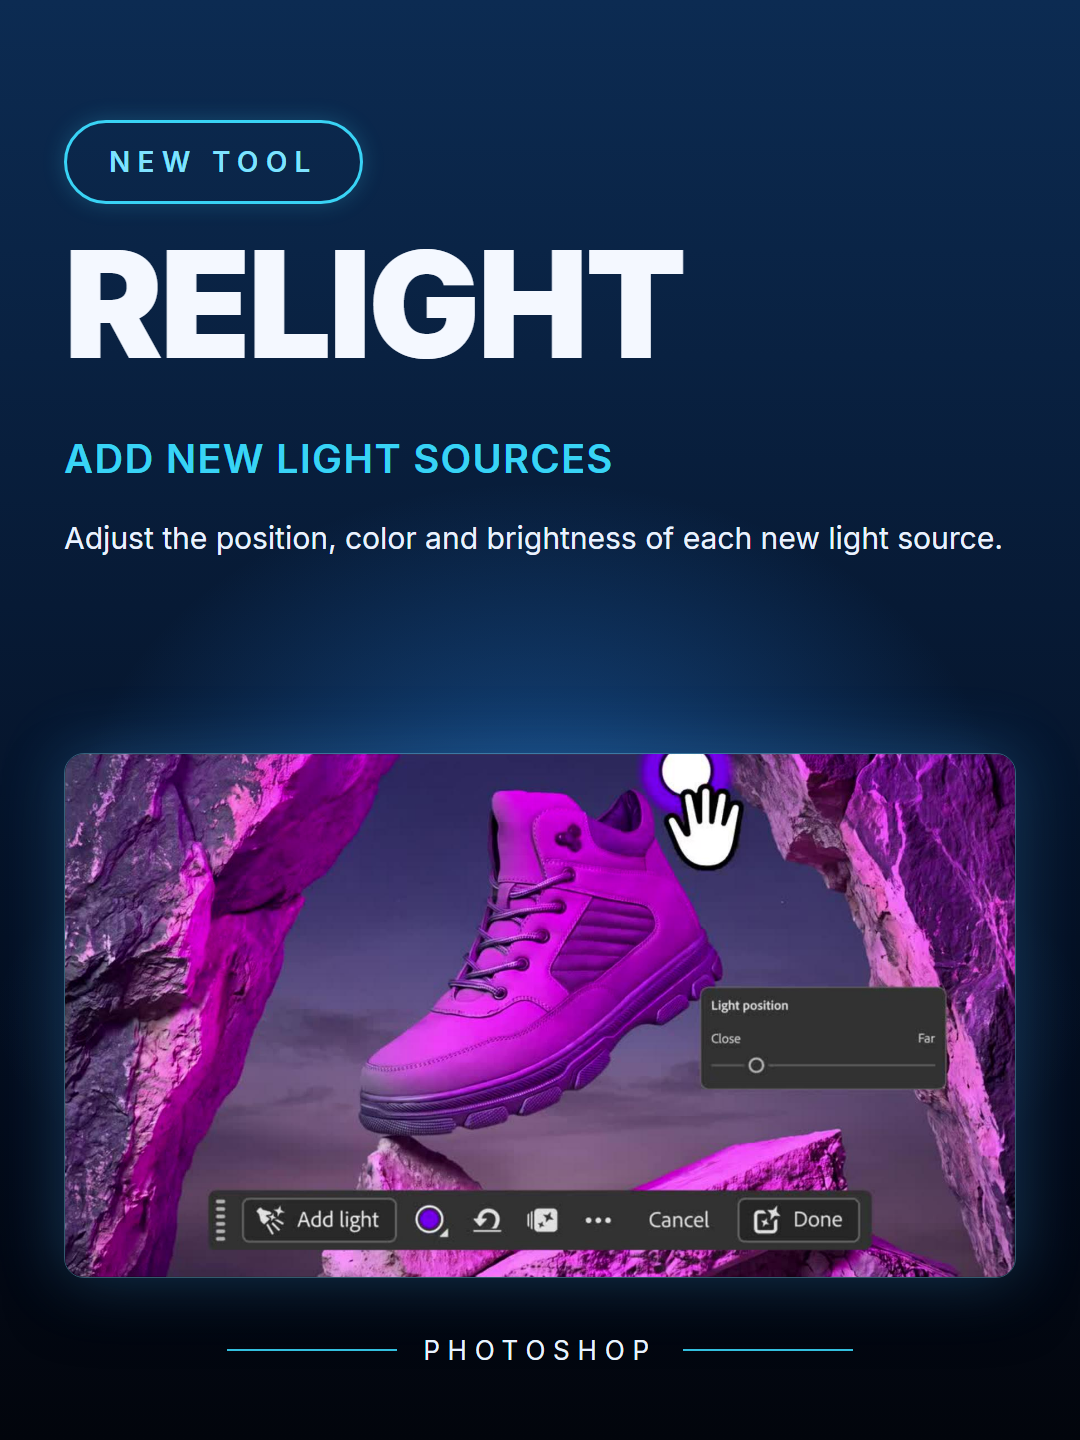 NEW TOOL
RELIGHT
ADD NEW LIGHT SOURCES
Adjust the position, color and brightness of each new light source.
Light position
Close Far
Add light Cancel Done
PHOTOSHOP